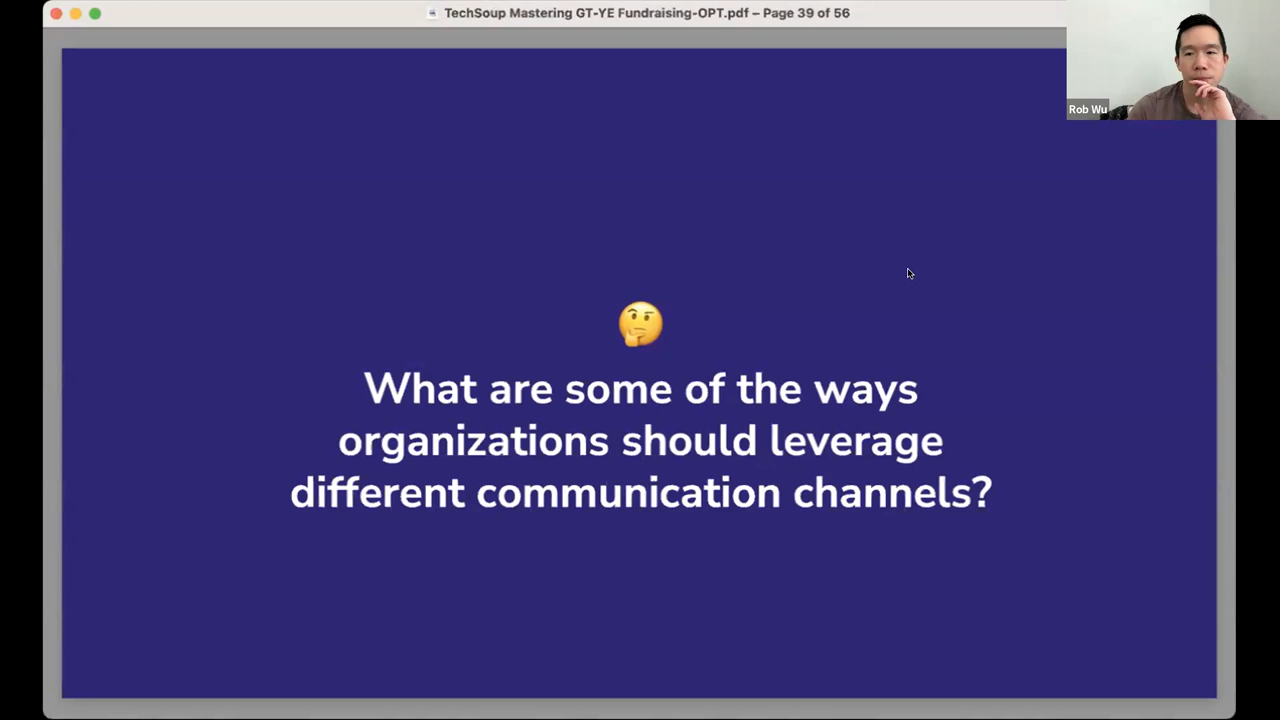 TechSoup Mastering GT-YE Fundraising-OPT.pdf – Page 39 of 56
Rob Wu
What are some of the ways
organizations should leverage
different communication channels?